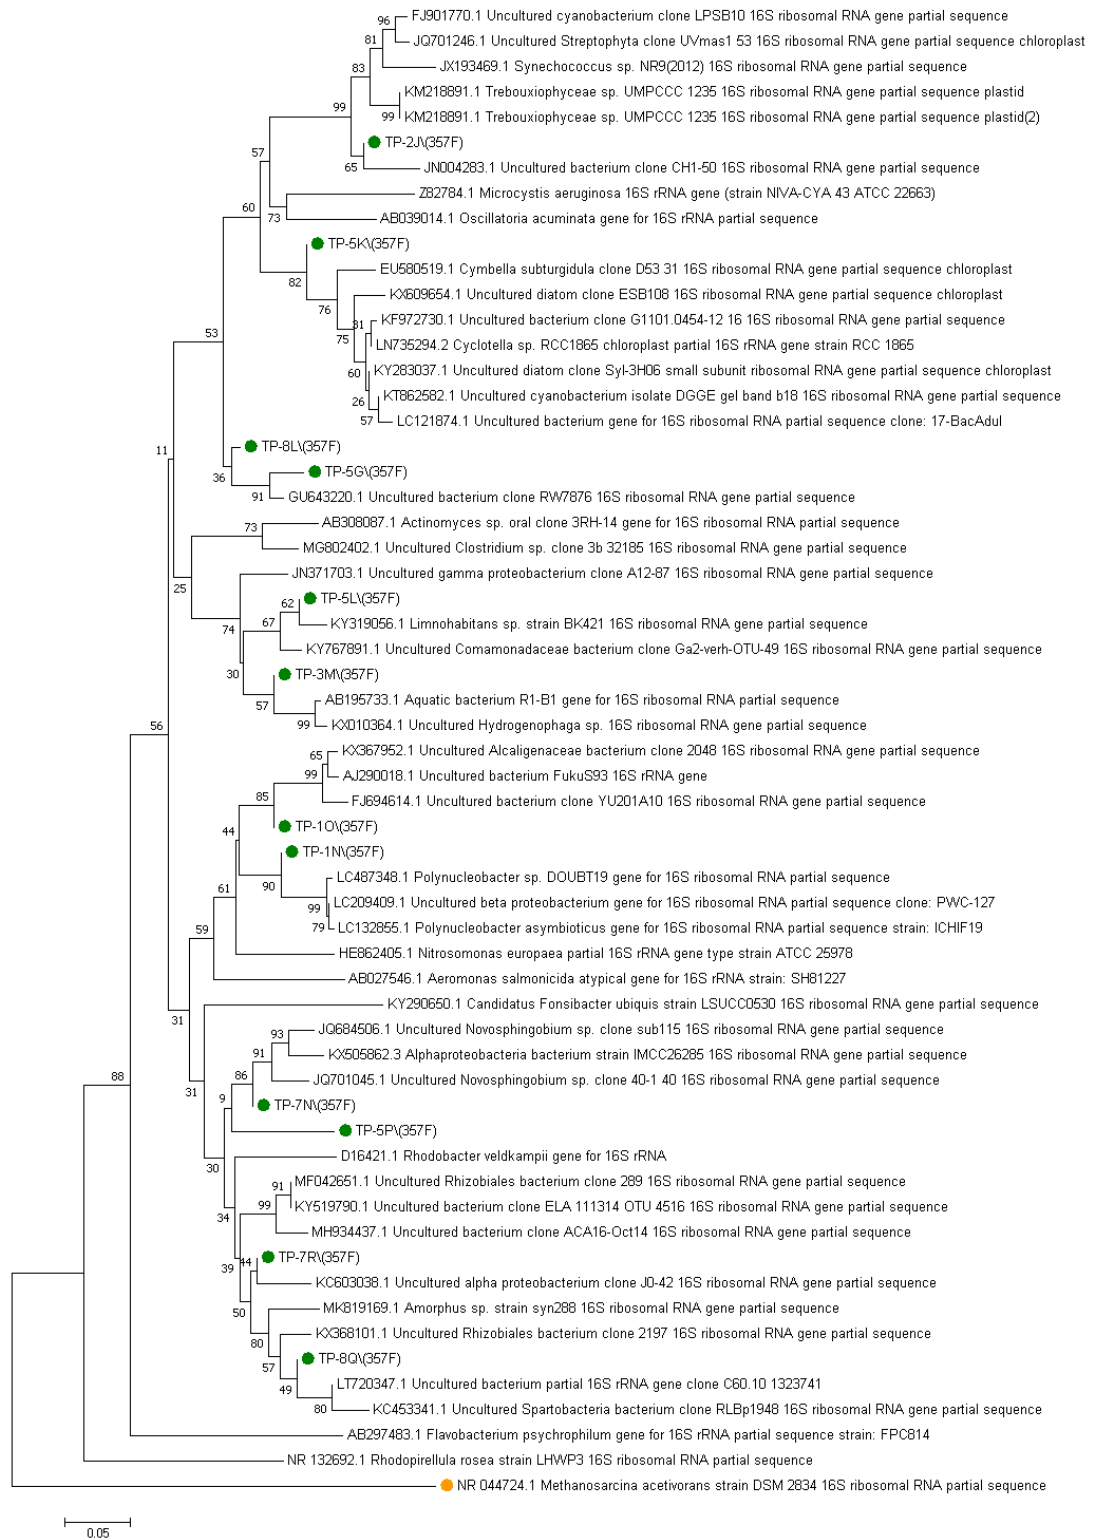 FJ901770.1 Uncultured cyanobacterium clone LPSB10 16S ribosomal RNA gene partial sequence
96
JQ701246.1 Uncultured Streptophyta clone UVmas1 53 16S ribosomal RNA gene partial sequence chloroplast
81
JX193469.1 Synechococcus sp. NR9(2012) 16S ribosomal RNA gene partial sequence
83
KM218891.1 Trebouxiophyceae sp. UMPCCC 1235 16S ribosomal RNA gene partial sequence plastid
99
KM218891.1 Trebouxiophyceae sp. UMPCCC 1235 16S ribosomal RNA gene partial sequence plastid(2)
99
TP-2J\(357F)
57
65
JN004283.1 Uncultured bacterium clone CH1-50 16S ribosomal RNA gene partial sequence
Z82784.1 Microcystis aeruginosa 16S rRNA gene (strain NIVA-CYA 43 ATCC 22663)
60
73
AB039014.1 Oscillatoria acuminata gene for 16S rRNA partial sequence
TP-5K\(357F)
82
EU580519.1 Cymbella subturgidula clone D53 31 16S ribosomal RNA gene partial sequence chloroplast
76
KX609654.1 Uncultured diatom clone ESB108 16S ribosomal RNA gene partial sequence chloroplast
31
KF972730.1 Uncultured bacterium clone G1101.0454-12 16 16S ribosomal RNA gene partial sequence
53
75
LN735294.2 Cyclotella sp. RCC1865 chloroplast partial 16S rRNA gene strain RCC 1865
60
KY283037.1 Uncultured diatom clone Syl-3H06 small subunit ribosomal RNA gene partial sequence chloroplast
26
KT862582.1 Uncultured cyanobacterium isolate DGGE gel band b18 16S ribosomal RNA gene partial sequence
57
LC121874.1 Uncultured bacterium gene for 16S ribosomal RNA partial sequence clone: 17-BacAdul
11
TP-8L\(357F)
36
TP-5G\(357F)
91
GU643220.1 Uncultured bacterium clone RW7876 16S ribosomal RNA gene partial sequence
73
AB308087.1 Actinomyces sp. oral clone 3RH-14 gene for 16S ribosomal RNA partial sequence
MG802402.1 Uncultured Clostridium sp. clone 3b 32185 16S ribosomal RNA gene partial sequence
25
JN371703.1 Uncultured gamma proteobacterium clone A12-87 16S ribosomal RNA gene partial sequence
62
TP-5L\(357F)
74
67
KY319056.1 Limnohabitans sp. strain BK421 16S ribosomal RNA gene partial sequence
KY767891.1 Uncultured Comamonadaceae bacterium clone Ga2-verh-OTU-49 16S ribosomal RNA gene partial sequence
30
TP-3M\(357F)
57
AB195733.1 Aquatic bacterium R1-B1 gene for 16S ribosomal RNA partial sequence
99
KX010364.1 Uncultured Hydrogenophaga sp. 16S ribosomal RNA gene partial sequence
56
65
KX367952.1 Uncultured Alcaligenaceae bacterium clone 2048 16S ribosomal RNA gene partial sequence
99
AJ290018.1 Uncultured bacterium FukuS93 16S rRNA gene
85
FJ694614.1 Uncultured bacterium clone YU201A10 16S ribosomal RNA gene partial sequence
44
TP-1O\(357F)
TP-1N\(357F)
90
LC487348.1 Polynucleobacter sp. DOUBT19 gene for 16S ribosomal RNA partial sequence
61
99
LC209409.1 Uncultured beta proteobacterium gene for 16S ribosomal RNA partial sequence clone: PWC-127
79
LC132855.1 Polynucleobacter asymbioticus gene for 16S ribosomal RNA partial sequence strain: ICHIF19
59
HE862405.1 Nitrosomonas europaea partial 16S rRNA gene type strain ATCC 25978
AB027546.1 Aeromonas salmonicida atypical gene for 16S rRNA strain: SH81227
31
KY290650.1 Candidatus Fonsibacter ubiquis strain LSUCC0530 16S ribosomal RNA gene partial sequence
93
JQ684506.1 Uncultured Novosphingobium sp. clone sub115 16S ribosomal RNA gene partial sequence
91
KX505862.3 Alphaproteobacteria bacterium strain IMCC26285 16S ribosomal RNA gene partial sequence
88
86
JQ701045.1 Uncultured Novosphingobium sp. clone 40-1 40 16S ribosomal RNA gene partial sequence
31
9
TP-7N\(357F)
TP-5P\(357F)
30
D16421.1 Rhodobacter veldkampii gene for 16S rRNA
91
MF042651.1 Uncultured Rhizobiales bacterium clone 289 16S ribosomal RNA gene partial sequence
99
KY519790.1 Uncultured bacterium clone ELA 111314 OTU 4516 16S ribosomal RNA gene partial sequence
34
MH934437.1 Uncultured bacterium clone ACA16-Oct14 16S ribosomal RNA gene partial sequence
39
44
TP-7R\(357F)
KC603038.1 Uncultured alpha proteobacterium clone J0-42 16S ribosomal RNA gene partial sequence
50
MK819169.1 Amorphus sp. strain syn288 16S ribosomal RNA gene partial sequence
80
KX368101.1 Uncultured Rhizobiales bacterium clone 2197 16S ribosomal RNA gene partial sequence
57
TP-8Q\(357F)
49
LT720347.1 Uncultured bacterium partial 16S rRNA gene clone C60.10 1323741
80
KC453341.1 Uncultured Spartobacteria bacterium clone RLBp1948 16S ribosomal RNA gene partial sequence
AB297483.1 Flavobacterium psychrophilum gene for 16S rRNA partial sequence strain: FPC814
NR 132692.1 Rhodopirellula rosea strain LHWP3 16S ribosomal RNA partial sequence
NR 044724.1 Methanosarcina acetivorans strain DSM 2834 16S ribosomal RNA partial sequence
0.05